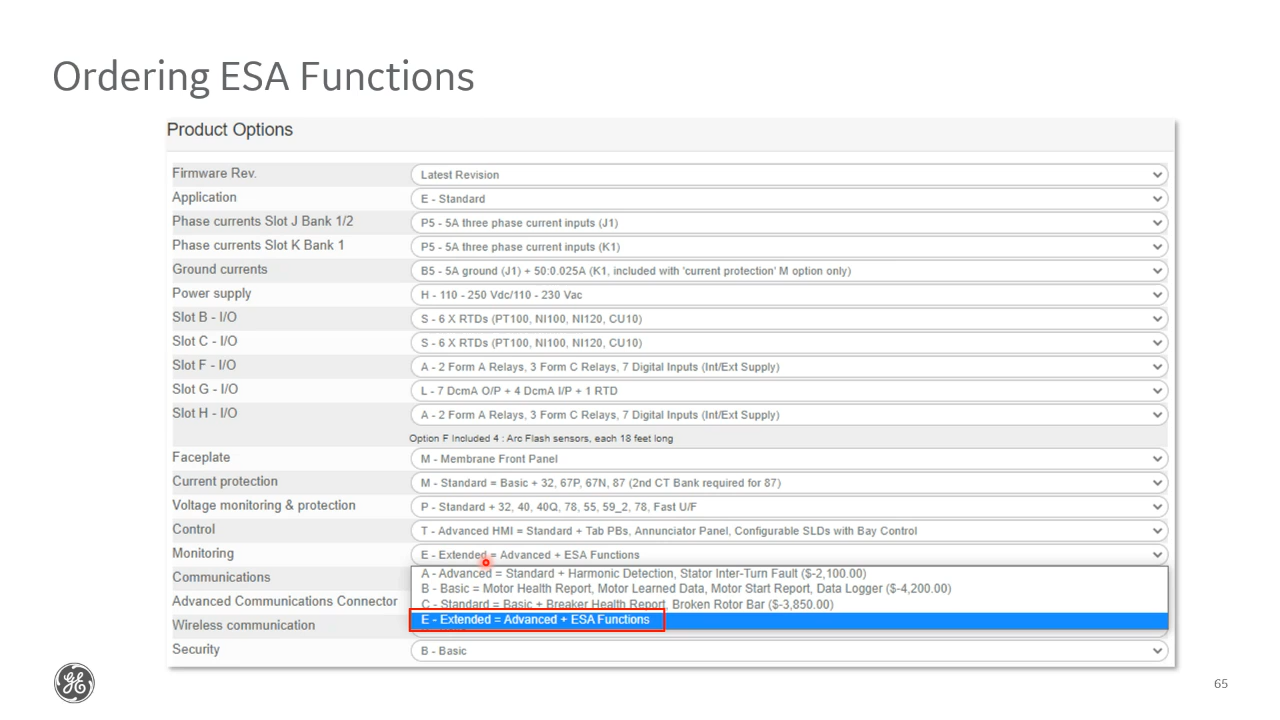 Ordering ESA Functions
Product Options
Firmware Rev. Latest Revision
Application E - Standard
Phase currents Slot J Bank 1/2 P5 - 5A three phase current inputs (J1)
Phase currents Slot K Bank 1 P5 - 5A three phase current inputs (K1)
Ground currents B5 - 5A ground (J1) + 50:0.025A (K1, included with 'current protection' M option only)
Power supply H - 110 - 250 Vdc/110 - 230 Vac
Slot B - I/O S - 6 X RTDs (PT100, NI100, NI120, CU10)
Slot C - I/O S - 6 X RTDs (PT100, NI100, NI120, CU10)
Slot F - I/O A - 2 Form A Relays, 3 Form C Relays, 7 Digital Inputs (Int/Ext Supply)
Slot G - I/O L - 7 DcmA O/P + 4 DcmA I/P + 1 RTD
Slot H - I/O A - 2 Form A Relays, 3 Form C Relays, 7 Digital Inputs (Int/Ext Supply)
Option F Included 4 : Arc Flash sensors, each 18 feet long
Faceplate M - Membrane Front Panel
Current protection M - Standard = Basic + 32, 67P, 67N, 87 (2nd CT Bank required for 87)
Voltage monitoring & protection P - Standard + 32, 40, 40Q, 78, 55, 59_2, 78, Fast U/F
Control T - Advanced HMI = Standard + Tab PBs, Annunciator Panel, Configurable SLDs with Bay Control
Monitoring E - Extended = Advanced + ESA Functions
A - Advanced = Standard + Harmonic Detection, Stator Inter-Turn Fault ($-2,100.00)
Communications B - Basic = Motor Health Report, Motor Learned Data, Motor Start Report, Data Logger ($-4,200.00)
Advanced Communications Connector C - Standard = Basic + Breaker Health Report, Broken Rotor Bar ($-3,850.00)
Wireless communication E - Extended = Advanced + ESA Functions
Security B - Basic
GE
65